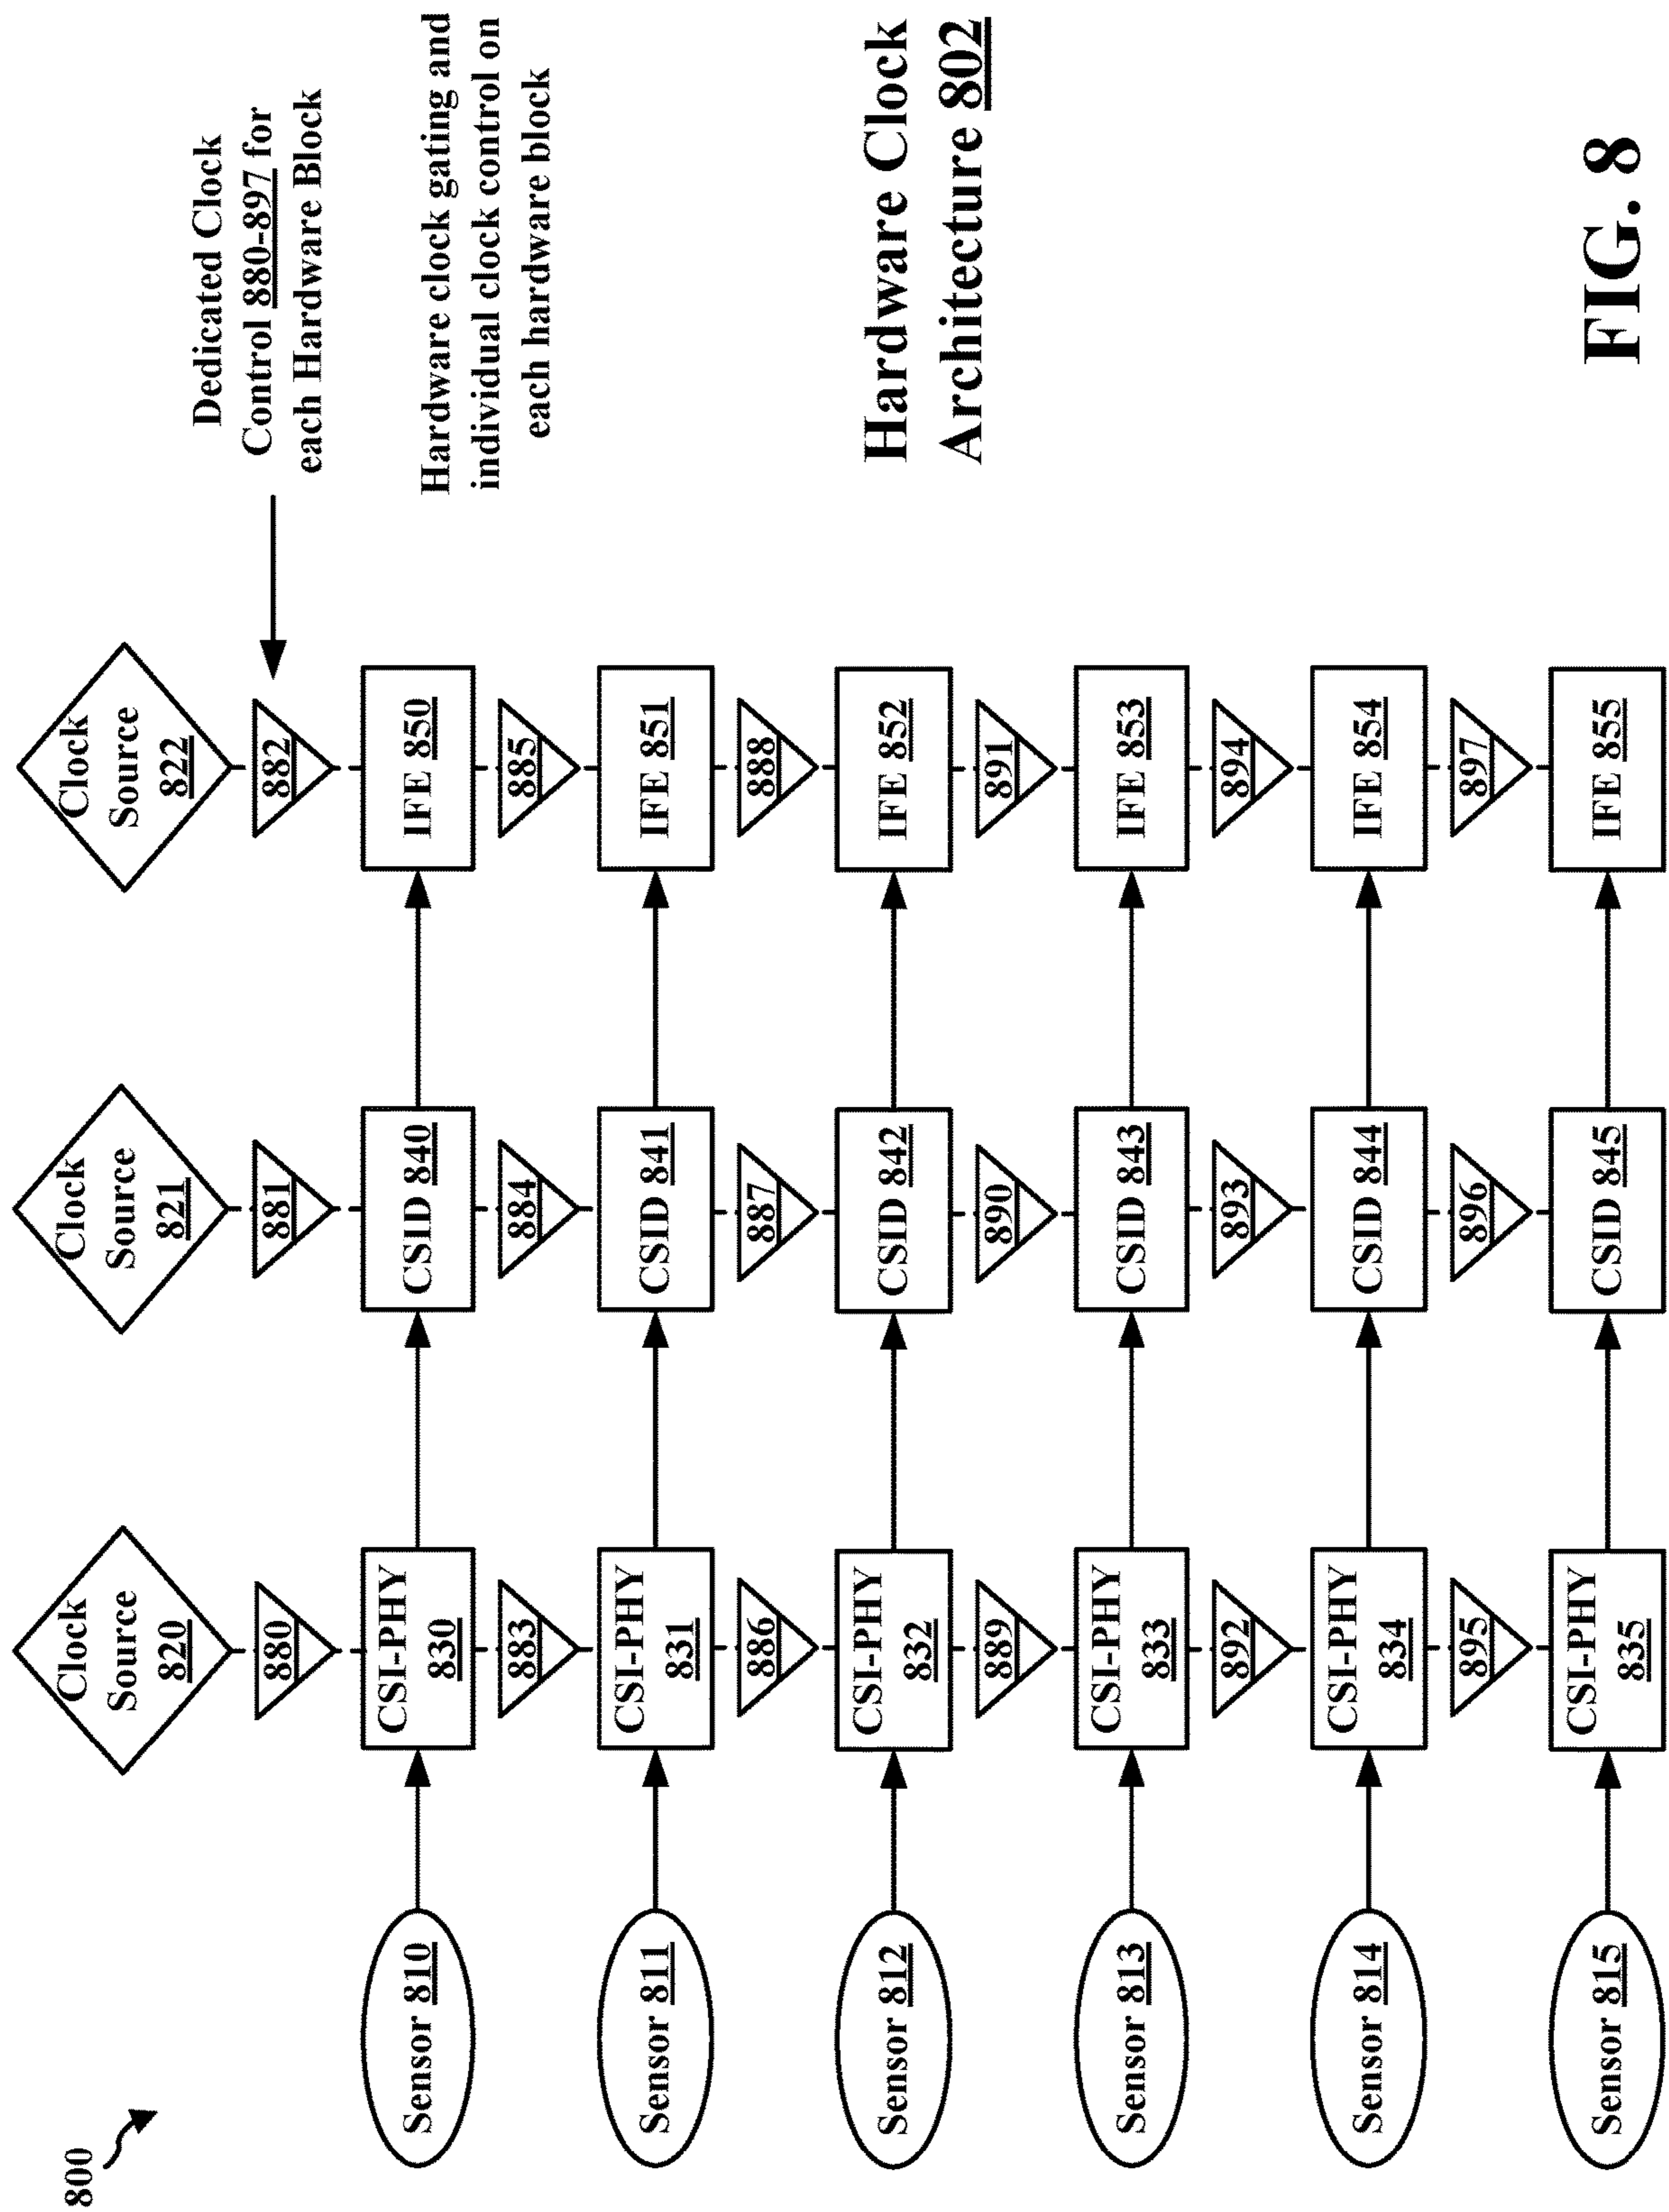 800
Clock
Source
820
Clock
Source
821
Clock
Source
822
880
881
882
Dedicated Clock
Control 880-897 for
each Hardware Block
Sensor 810
CSI-PHY
830
CSID 840
IFE 850
Hardware clock gating and
individual clock control on
each hardware block
883
884
885
Sensor 811
CSI-PHY
831
CSID 841
IFE 851
886
887
888
Sensor 812
CSI-PHY
832
CSID 842
IFE 852
Hardware Clock
Architecture 802
889
890
891
Sensor 813
CSI-PHY
833
CSID 843
IFE 853
892
893
894
Sensor 814
CSI-PHY
834
CSID 844
IFE 854
895
896
897
Sensor 815
CSI-PHY
835
CSID 845
IFE 855
FIG. 8